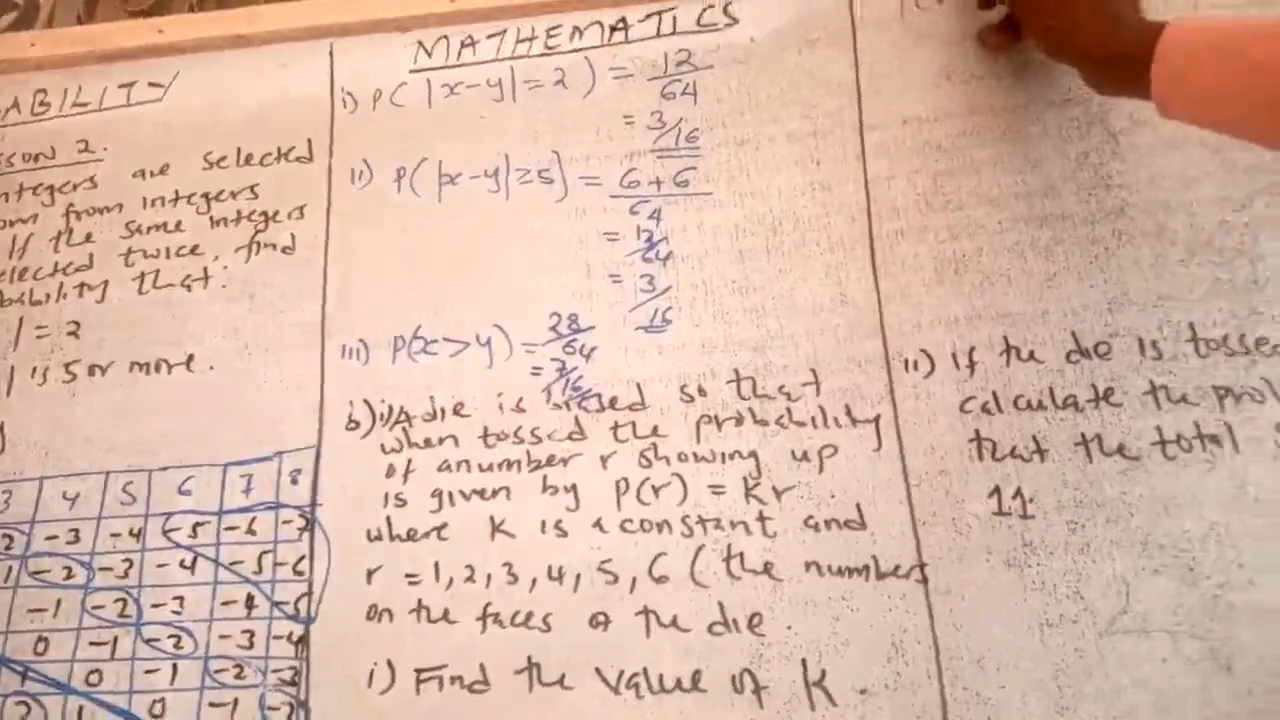 MATHEMATICS
ABILITY
SSON 2.
ntegers are selected
from integers
If the same integers
elected twice, find
bability that:
| = 2
| is 5 or more.
3 4 5 6 7 8
2 -3 -4 -5 -6 -7
1 -2 -3 -4 -5 -6
-1 -2 -3 -4 -5
0 -1 -2 -3 -4
1 0 -1 -2 -3
2 1 0 -1 -2
i) P( |x-y|=2 ) = 12/64
= 3/16
ii) P(|x-y|≥5) = 6+6/64
= 12/64
= 3/16
iii) P(x>y) = 28/64
= 7/16
b) i) A die is biased so that
when tossed the probability
of a number r showing up
is given by P(r) = Kr
where K is a constant and
r = 1, 2, 3, 4, 5, 6 (the numbers
on the faces of the die.
i) Find the value of K.
ii) If the die is tosse
calculate the pro
that the total
11.